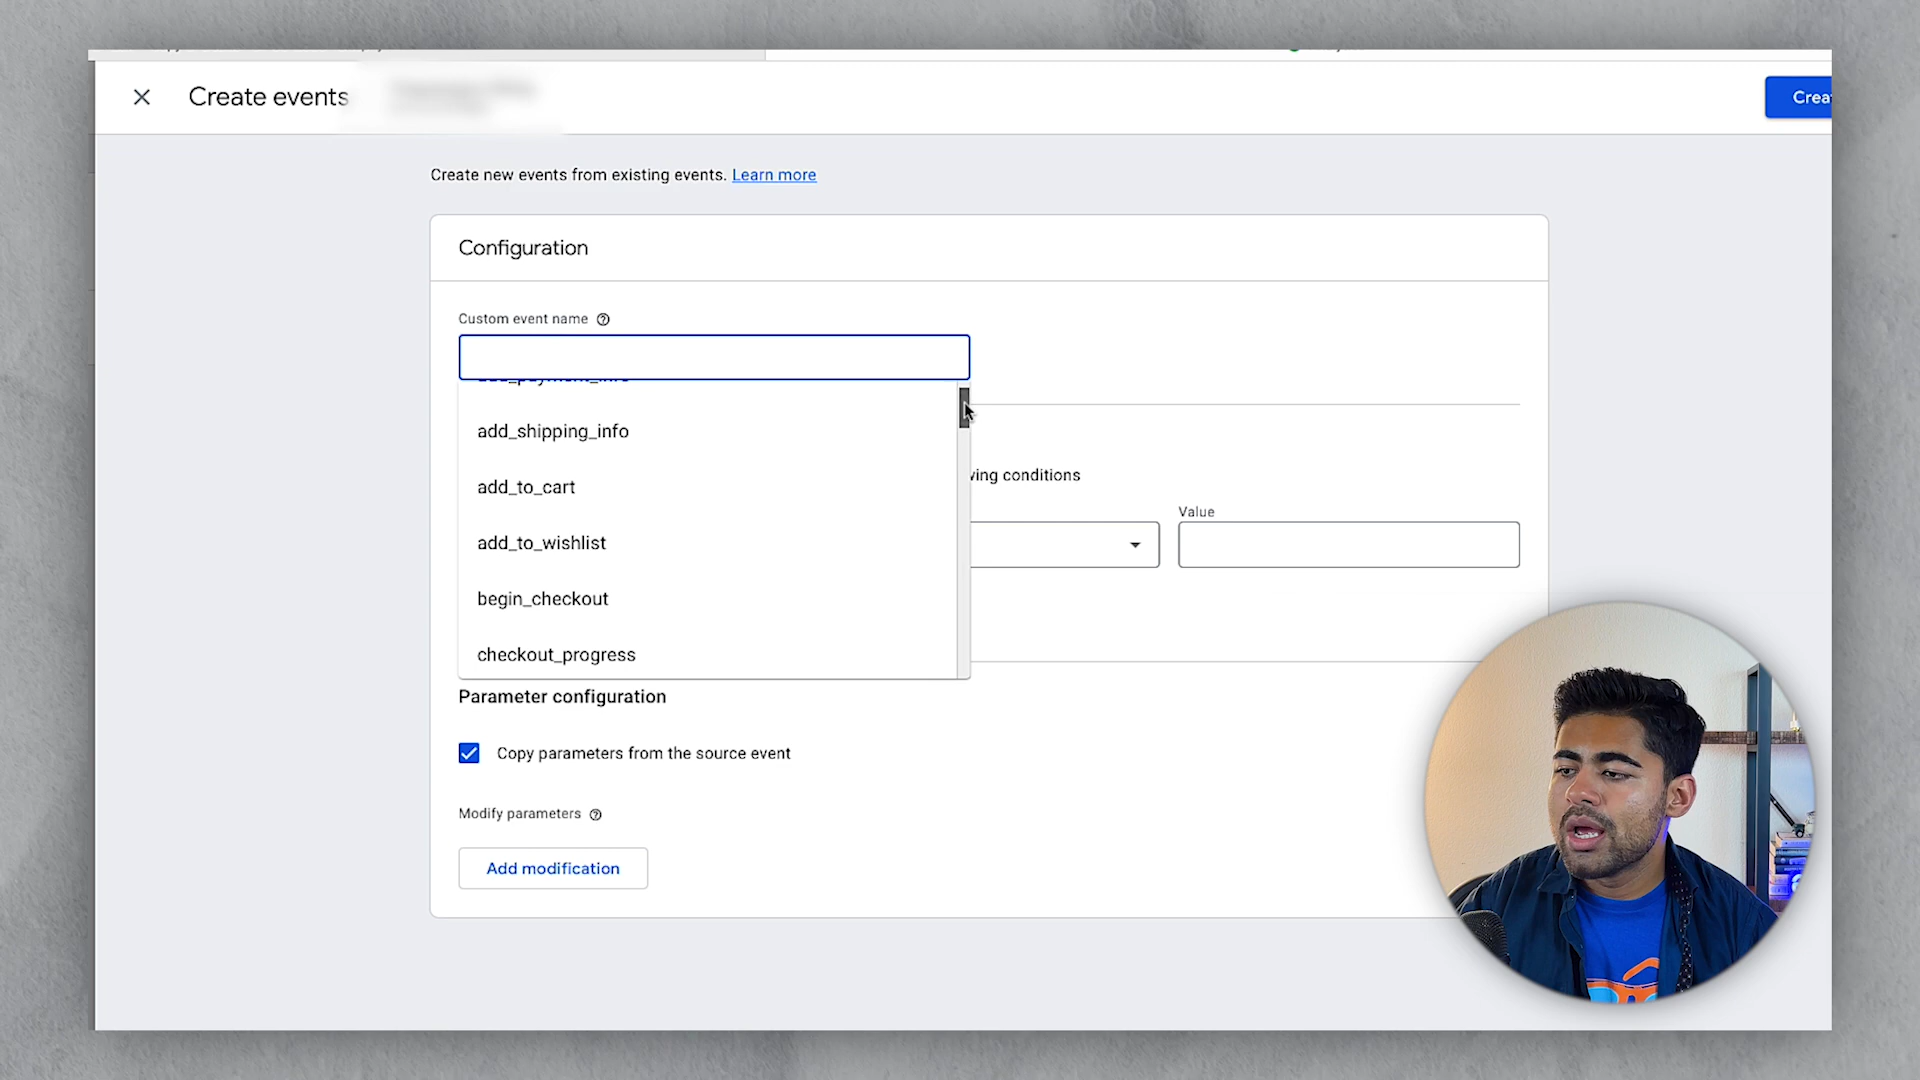 Create events
Crea
Create new events from existing events. Learn more
Configuration
Custom event name
add_payment_info
add_shipping_info
add_to_cart
add_to_wishlist
begin_checkout
checkout_progress
ving conditions
Value
Parameter configuration
Copy parameters from the source event
Modify parameters
Add modification